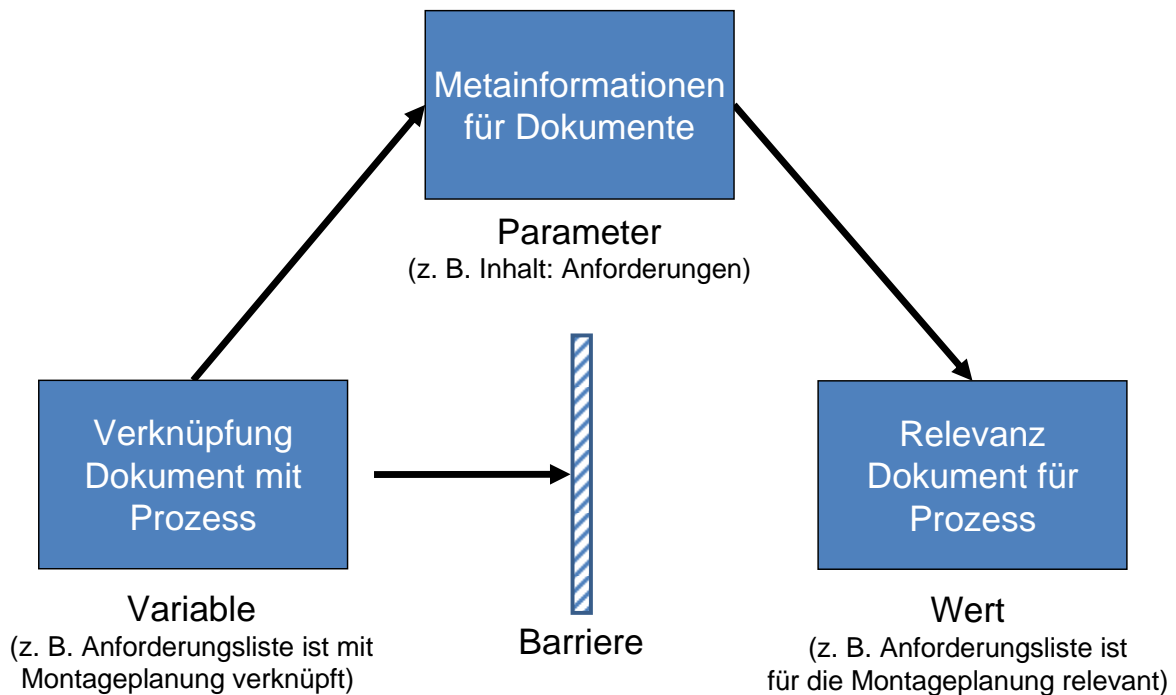 Metainformationen
für Dokumente
Parameter
(z. B. Inhalt: Anforderungen)
Verknüpfung
Dokument mit
Prozess
Variable
(z. B. Anforderungsliste ist mit
Montageplanung verknüpft)
Barriere
Relevanz
Dokument für
Prozess
Wert
(z. B. Anforderungsliste ist
für die Montageplanung relevant)